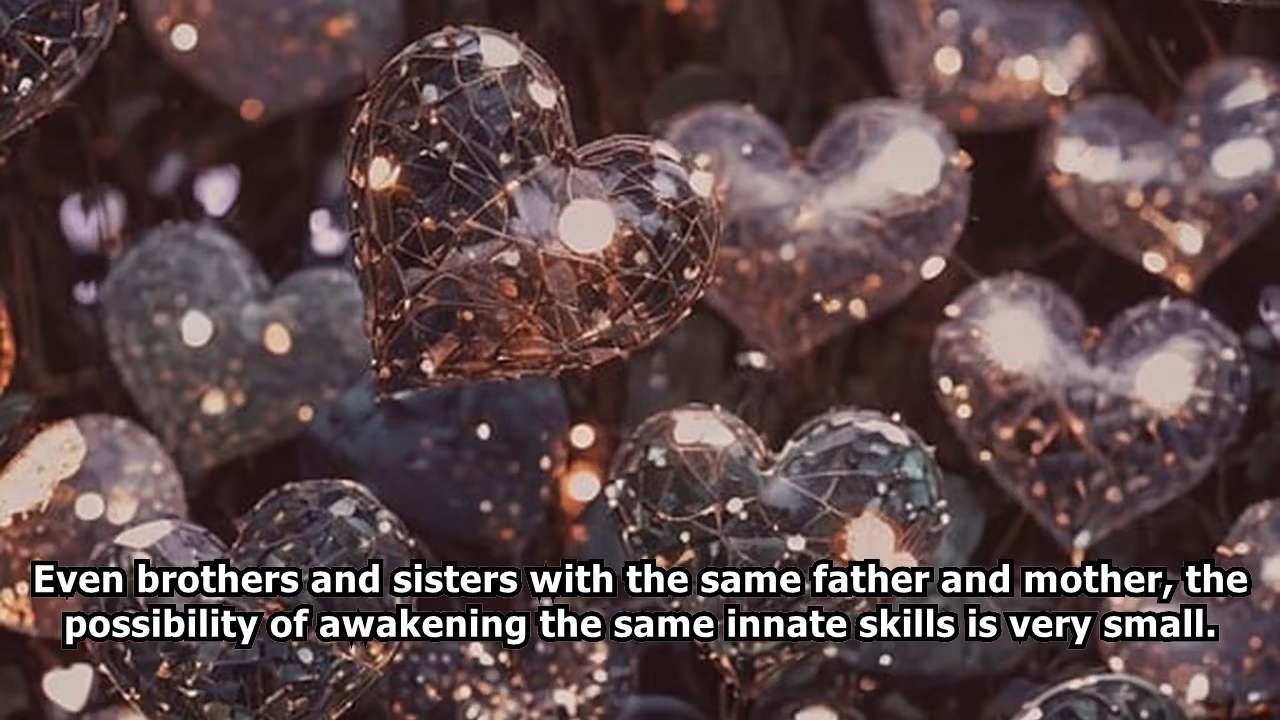 Even brothers and sisters with the same father and mother, the
possibility of awakening the same innate skills is very small.